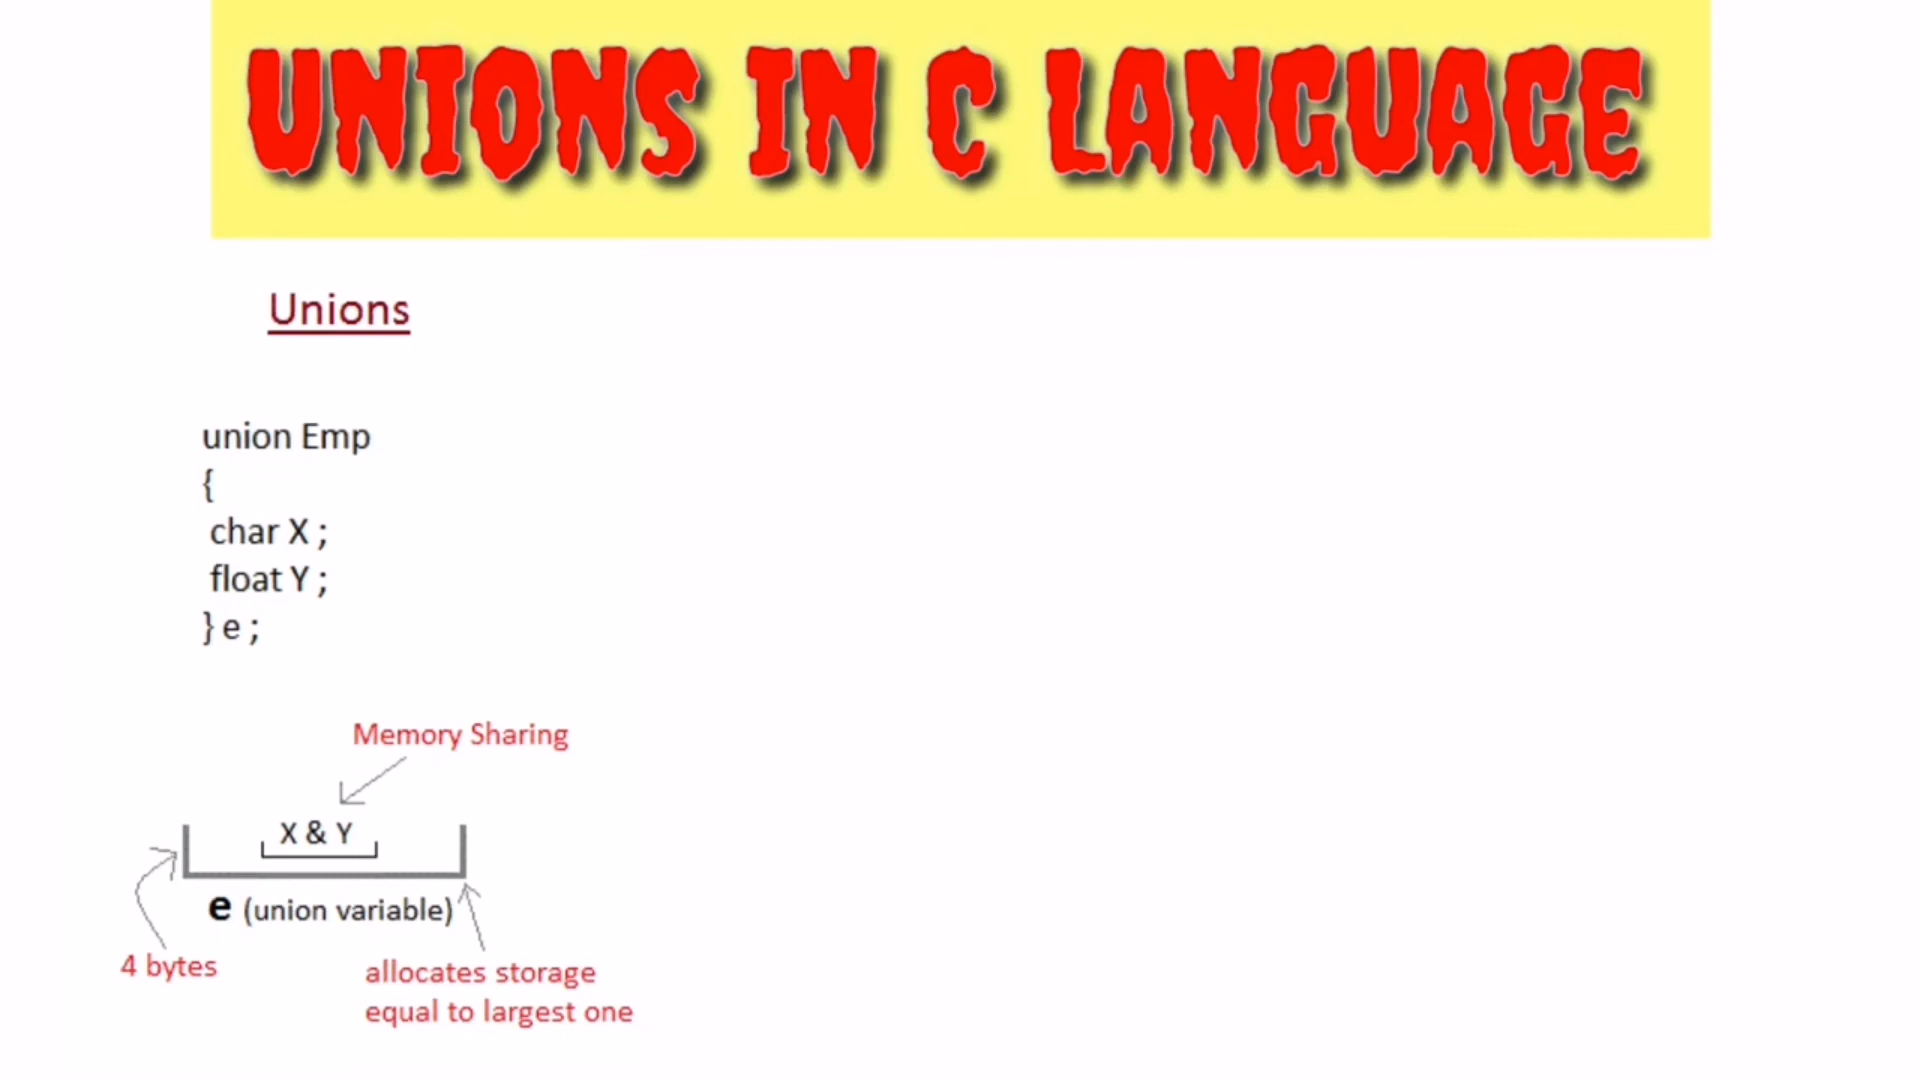 UNIONS IN C LANGUAGE
Unions
union Emp
{
char X ;
float Y ;
} e ;
Memory Sharing
X & Y
e (union variable)
4 bytes
allocates storage
equal to largest one